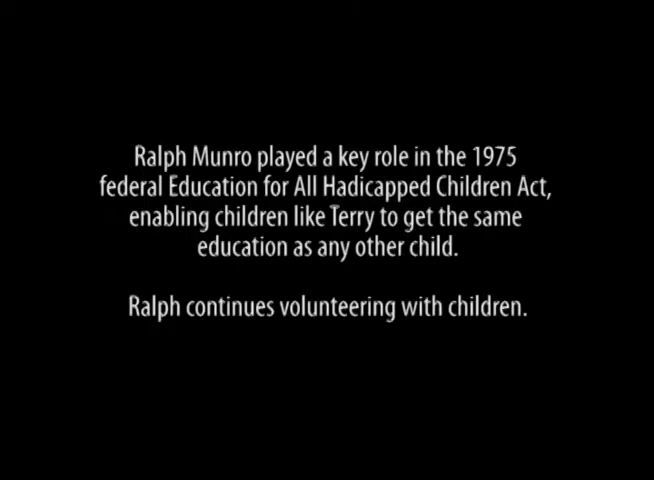 Ralph Munro played a key role in the 1975
federal Education for All Hadicapped Children Act,
enabling children like Terry to get the same
education as any other child.
Ralph continues volunteering with children.